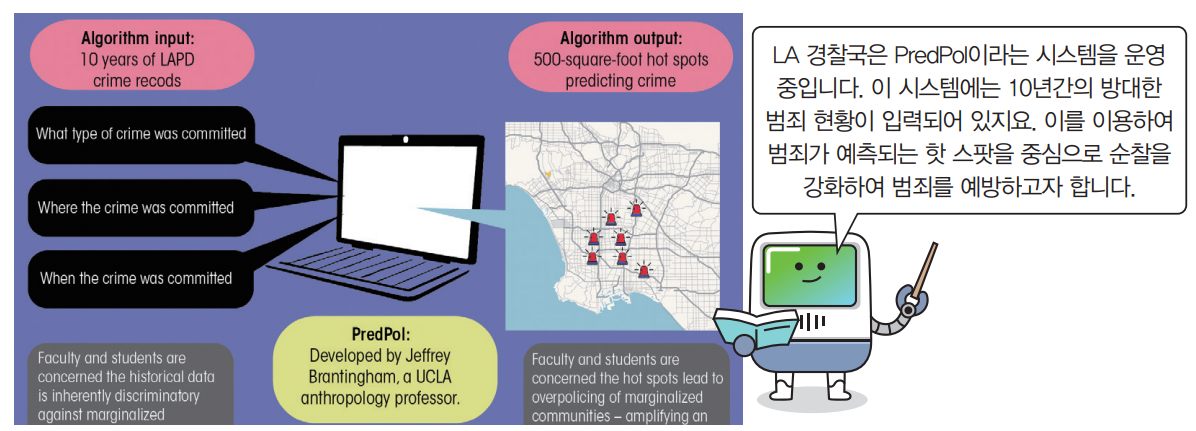 Algorithm input:
10 years of LAPD
crime recods
Algorithm output:
500-square-foot hot spots
predicting crime
What type of crime was committed
Where the crime was committed
When the crime was committed
PredPol:
Developed by Jeffrey
Brantingham, a UCLA
anthropology professor.
Faculty and students are
concerned the historical data
is inherently discriminatory
against marginalized
Faculty and students are
concerned the hot spots lead to
overpolicing of marginalized
communities – amplifying an
LA 경찰국은 PredPol이라는 시스템을 운영
중입니다. 이 시스템에는 10년간의 방대한
범죄 현황이 입력되어 있지요. 이를 이용하여
범죄가 예측되는 핫 스팟을 중심으로 순찰을
강화하여 범죄를 예방하고자 합니다.